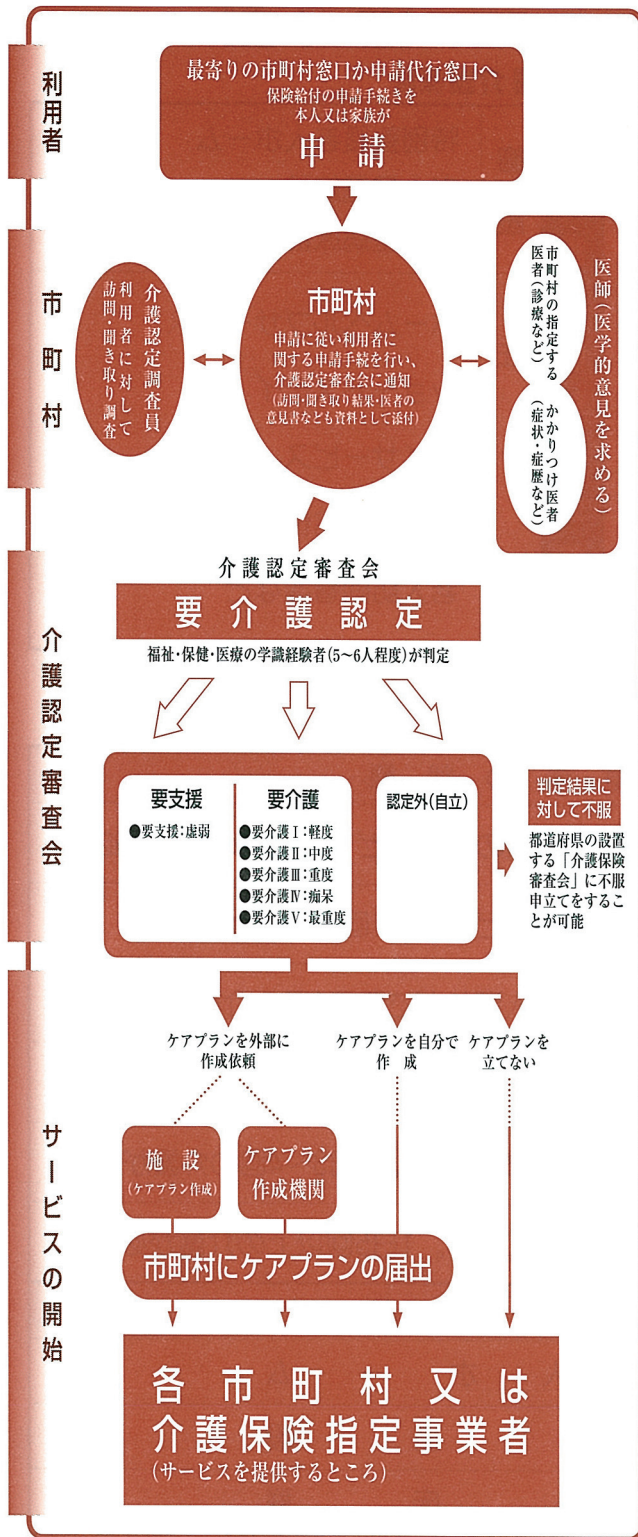 利用者
最寄りの市町村窓口か申請代行窓口へ
保険給付の申請手続きを
本人又は家族が
申請
市町村
介護認定調査員
利用者に対して
訪問・聞き取り調査
市町村
申請に従い利用者に
関する申請手続を行い、
介護認定審査会に通知
(訪問・聞き取り結果・医者の
意見書なども資料として添付)
医師(医学的意見を求める)
市町村の指定する
医者(診療など)
かかりつけ医者
(症状・症歴など)
介護認定審査会
介護認定審査会
要介護認定
福祉・保健・医療の学識経験者(5〜6人程度)が判定
要支援
●要支援:虚弱
要介護
●要介護Ⅰ:軽度
●要介護Ⅱ:中度
●要介護Ⅲ:重度
●要介護Ⅳ:痴呆
●要介護Ⅴ:最重度
認定外(自立)
判定結果に
対して不服
都道府県の設置
する「介護保険
審査会」に不服
申立てをするこ
とが可能
サービスの開始
ケアプランを外部に
作成依頼
ケアプランを自分で
作成
ケアプランを
立てない
施設
(ケアプラン作成)
ケアプラン
作成機関
市町村にケアプランの届出
各市町村又は
介護保険指定事業者
(サービスを提供するところ)